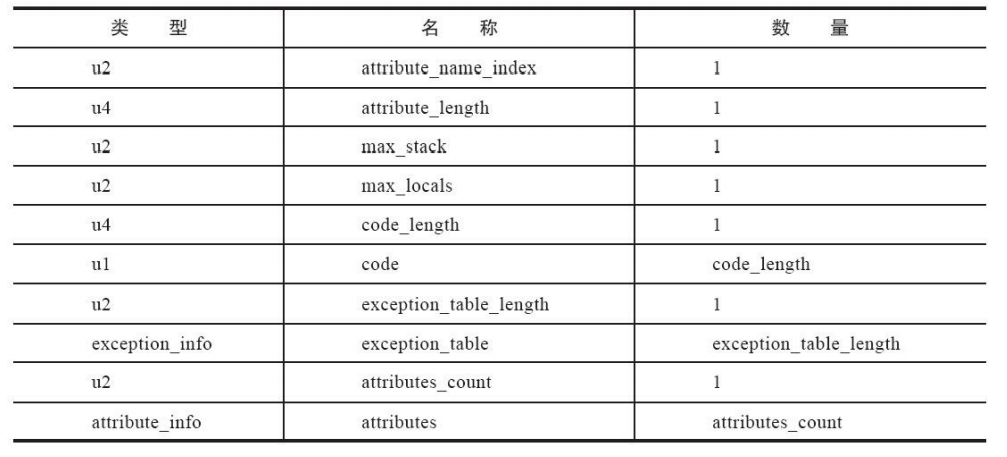 类 型 名 称 数 量
u2 attribute_name_index 1
u4 attribute_length 1
u2 max_stack 1
u2 max_locals 1
u4 code_length 1
u1 code code_length
u2 exception_table_length 1
exception_info exception_table exception_table_length
u2 attributes_count 1
attribute_info attributes attributes_count